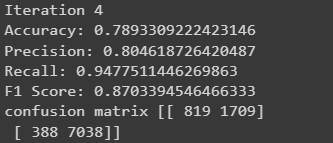 Iteration 4
Accuracy: 0.7893309222423146
Precision: 0.804618726420487
Recall: 0.9477511446269863
F1 Score: 0.8703394546466333
confusion matrix [[ 819 1709]
[ 388 7038]]